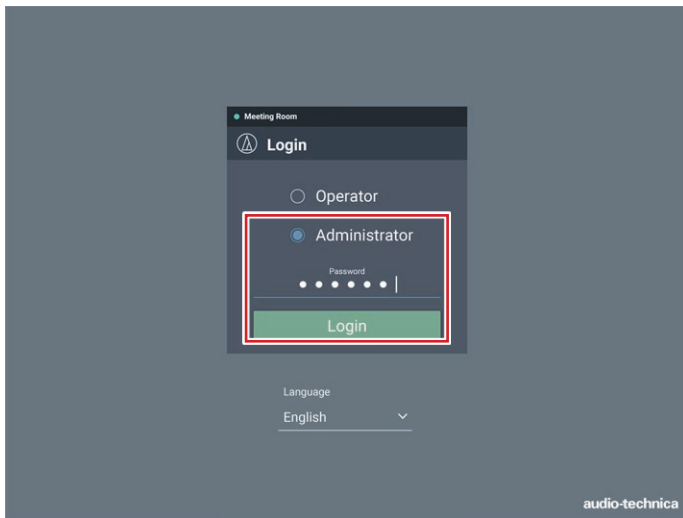 Meeting Room
Login
Operator
Administrator
Password
Login
Language
English
audio-technica